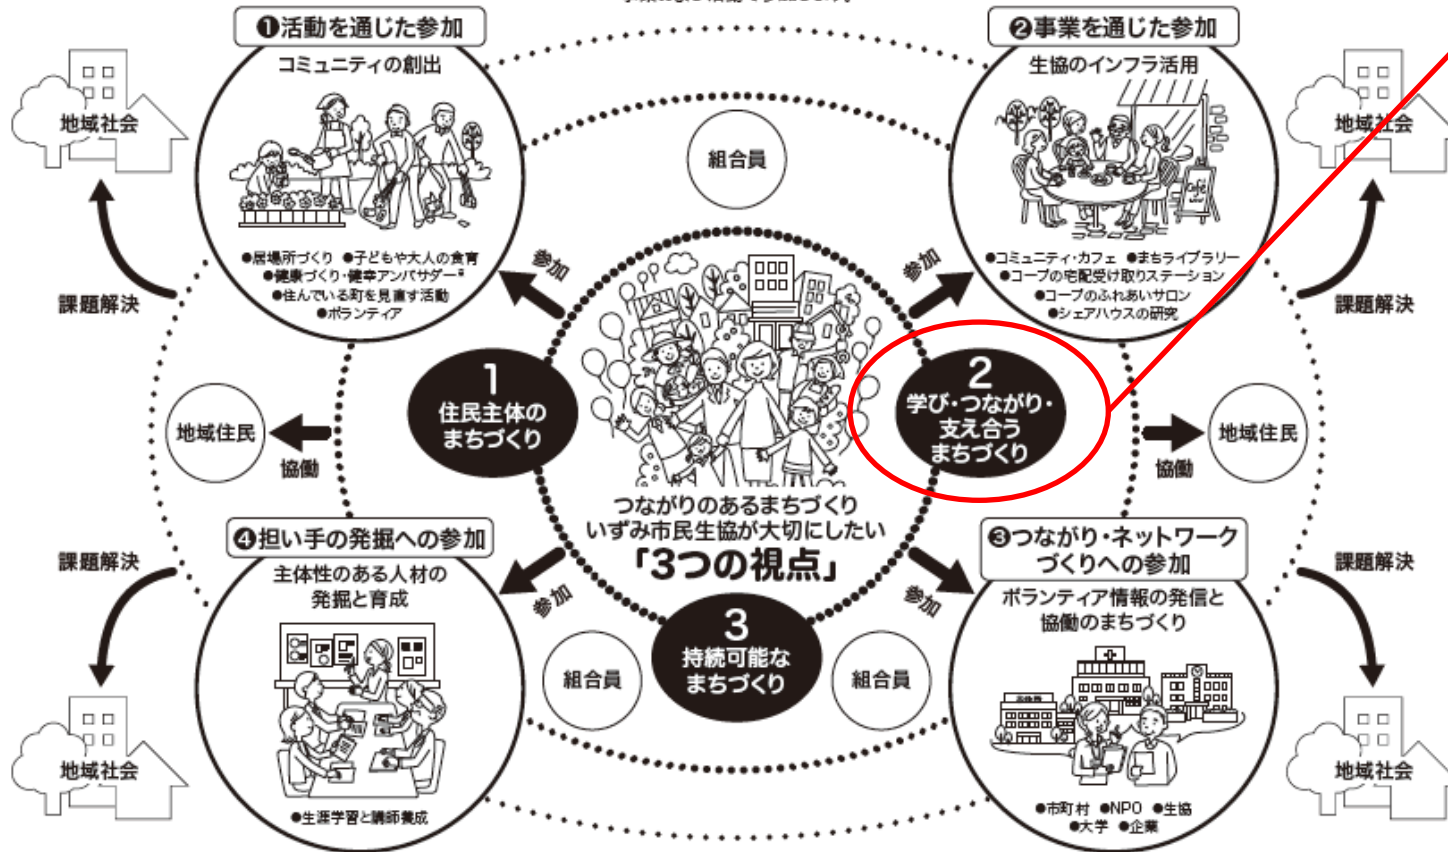 ❶活動を通じた参加
コミュニティの創出
●居場所づくり ●子どもや大人の食育
●健康づくり・健幸アンバサダー※
●住んでいる町を見直す活動
●ボランティア
❷事業を通じた参加
生協のインフラ活用
●コミュニティ・カフェ ●まちライブラリー
●コープの宅配受け取りステーション
●コープのふれあいサロン
●シェアハウスの研究
地域社会
地域社会
組合員
参加
参加
課題解決
課題解決
1
住民主体の
まちづくり
2
学び・つながり・
支え合う
まちづくり
地域住民
協働
協働
地域住民
つながりのあるまちづくり
いずみ市民生協が大切にしたい
「3つの視点」
3
持続可能な
まちづくり
参加
参加
組合員
組合員
❹担い手の発掘への参加
主体性のある人材の
発掘と育成
●生涯学習と講師養成
❸つながり・ネットワーク
づくりへの参加
ボランティア情報の発信と
協働のまちづくり
●市町村 ●NPO ●生協
●大学 ●企業
課題解決
課題解決
地域社会
地域社会